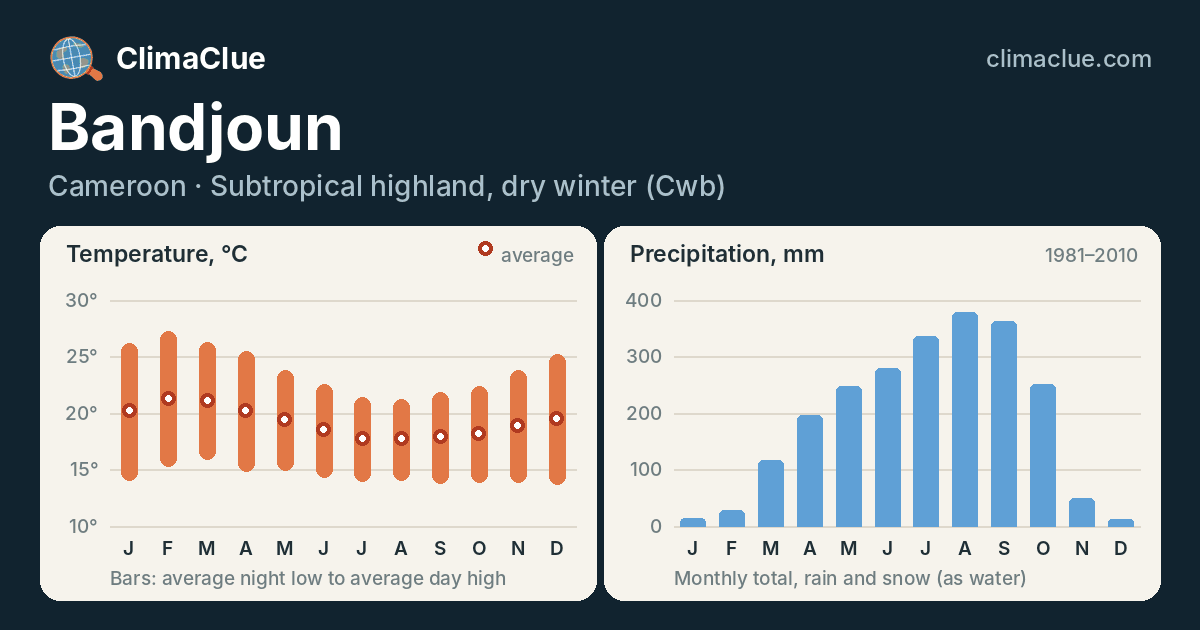 ClimaClue
climaclue.com
Bandjoun
Cameroon · Subtropical highland, dry winter (Cwb)
Temperature, °C
average
30°
25°
20°
15°
10°
J F M A M J J A S O N D
Bars: average night low to average day high
Precipitation, mm
1981–2010
400
300
200
100
0
J F M A M J J A S O N D
Monthly total, rain and snow (as water)